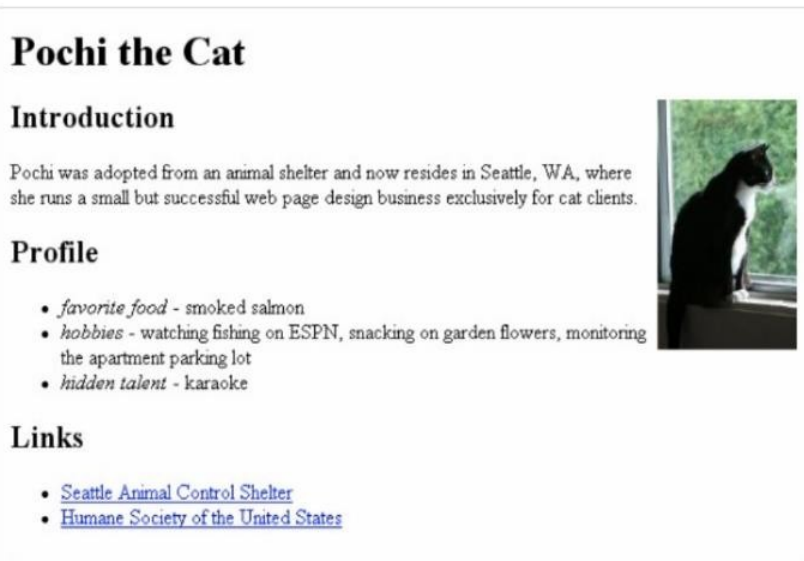 Pochi the Cat
Introduction
Pochi was adopted from an animal shelter and now resides in Seattle, WA, where
she runs a small but successful web page design business exclusively for cat clients.
Profile
• favorite food - smoked salmon
• hobbies - watching fishing on ESPN, snacking on garden flowers, monitoring
the apartment parking lot
• hidden talent - karaoke
Links
• Seattle Animal Control Shelter
• Humane Society of the United States